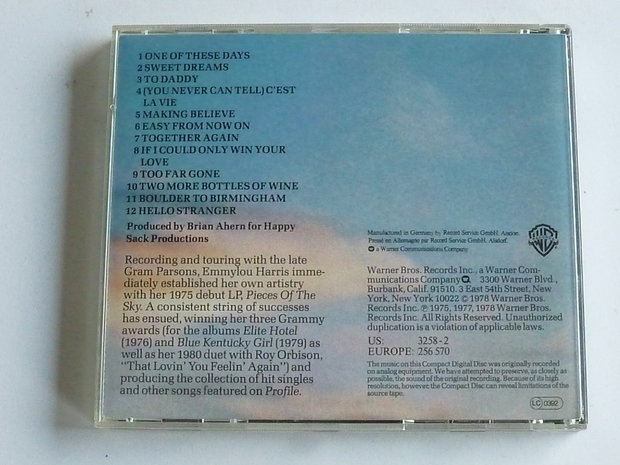 1 ONE OF THESE DAYS
2 SWEET DREAMS
3 TO DADDY
4 (YOU NEVER CAN TELL) C'EST
LA VIE
5 MAKING BELIEVE
6 EASY FROM NOW ON
7 TOGETHER AGAIN
8 IF I COULD ONLY WIN YOUR
LOVE
9 TOO FAR GONE
10 TWO MORE BOTTLES OF WINE
11 BOULDER TO BIRMINGHAM
12 HELLO STRANGER
Produced by Brian Ahern for Happy
Sack Productions
Recording and touring with the late
Gram Parsons, Emmylou Harris imme-
diately established her own artistry
with her 1975 debut LP, Pieces Of The
Sky. A consistent string of successes
has ensued, winning her three Grammy
awards (for the albums Elite Hotel
(1976) and Blue Kentucky Girl (1979) as
well as her 1980 duet with Roy Orbison,
"That Lovin' You Feelin' Again") and
producing the collection of hit singles
and other songs featured on Profile.
Manufactured in Germany by Record Service GmbH, Alsdorf.
Pressé en Allemagne par Record Service GmbH, Alsdorf.
a Warner Communications Company
Warner Bros. Records Inc., a Warner Com-
munications Company. 3300 Warner Blvd.,
Burbank, Calif. 91510. 3 East 54th Street, New
York, New York 10022 © 1978 Warner Bros.
Records Inc. ℗ 1975, 1977, 1978 Warner Bros.
Records Inc. All Rights Reserved. Unauthorized
duplication is a violation of applicable laws.
US: 3258-2
EUROPE: 256 570
The music on this Compact Digital Disc was originally recorded
on analog equipment. We have attempted to preserve, as closely as
possible, the sound of the original recording. Because of its high
resolution, however, the Compact Disc can reveal limitations of the
source tape.
LC 0392